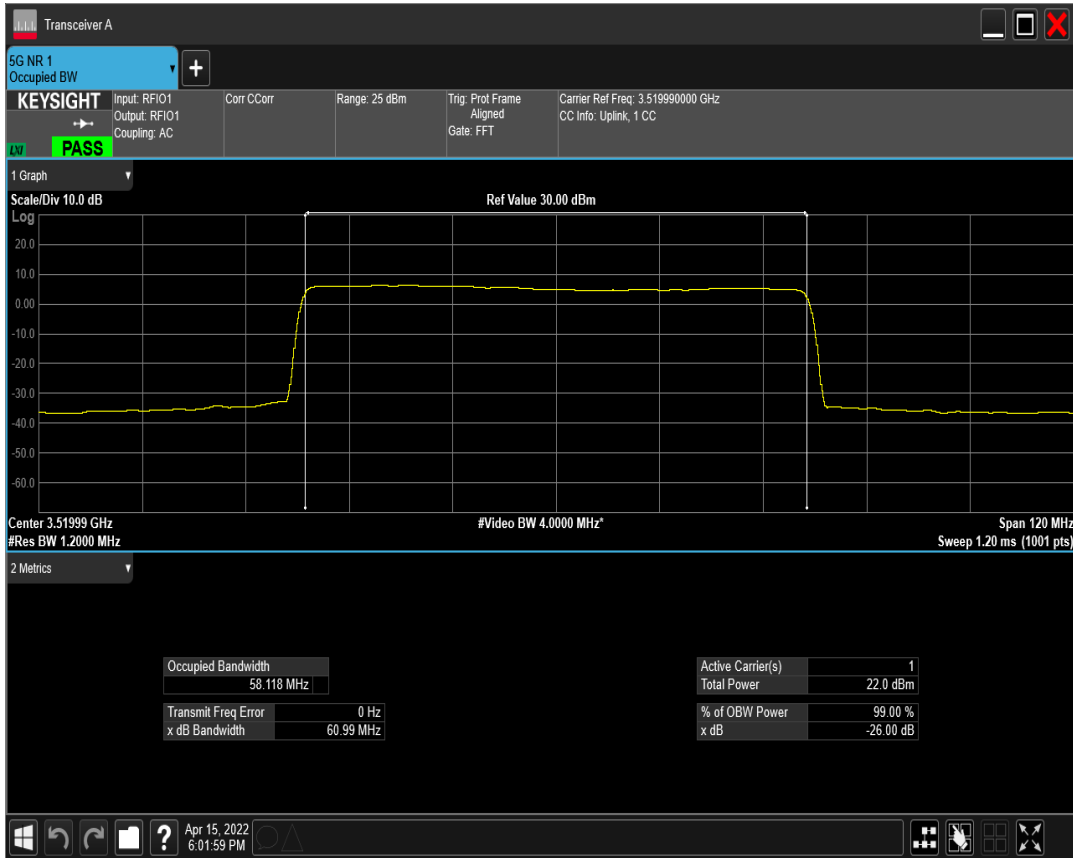 Transceiver A
5G NR 1
Occupied BW
+
KEYSIGHT
LXI
PASS
Input: RFIO1
Output: RFIO1
Coupling: AC
Corr CCorr
Range: 25 dBm
Trig: Prot Frame
Aligned
Gate: FFT
Carrier Ref Freq: 3.519990000 GHz
CC Info: Uplink, 1 CC
1 Graph
Scale/Div 10.0 dB
Ref Value 30.00 dBm
Log
20.0
10.0
0.00
-10.0
-20.0
-30.0
-40.0
-50.0
-60.0
Center 3.51999 GHz
#Video BW 4.0000 MHz*
Span 120 MHz
#Res BW 1.2000 MHz
Sweep 1.20 ms (1001 pts)
2 Metrics
Occupied Bandwidth
58.118 MHz
Transmit Freq Error 0 Hz
x dB Bandwidth 60.99 MHz
Active Carrier(s) 1
Total Power 22.0 dBm
% of OBW Power 99.00 %
x dB -26.00 dB
?
Apr 15, 2022
6:01:59 PM